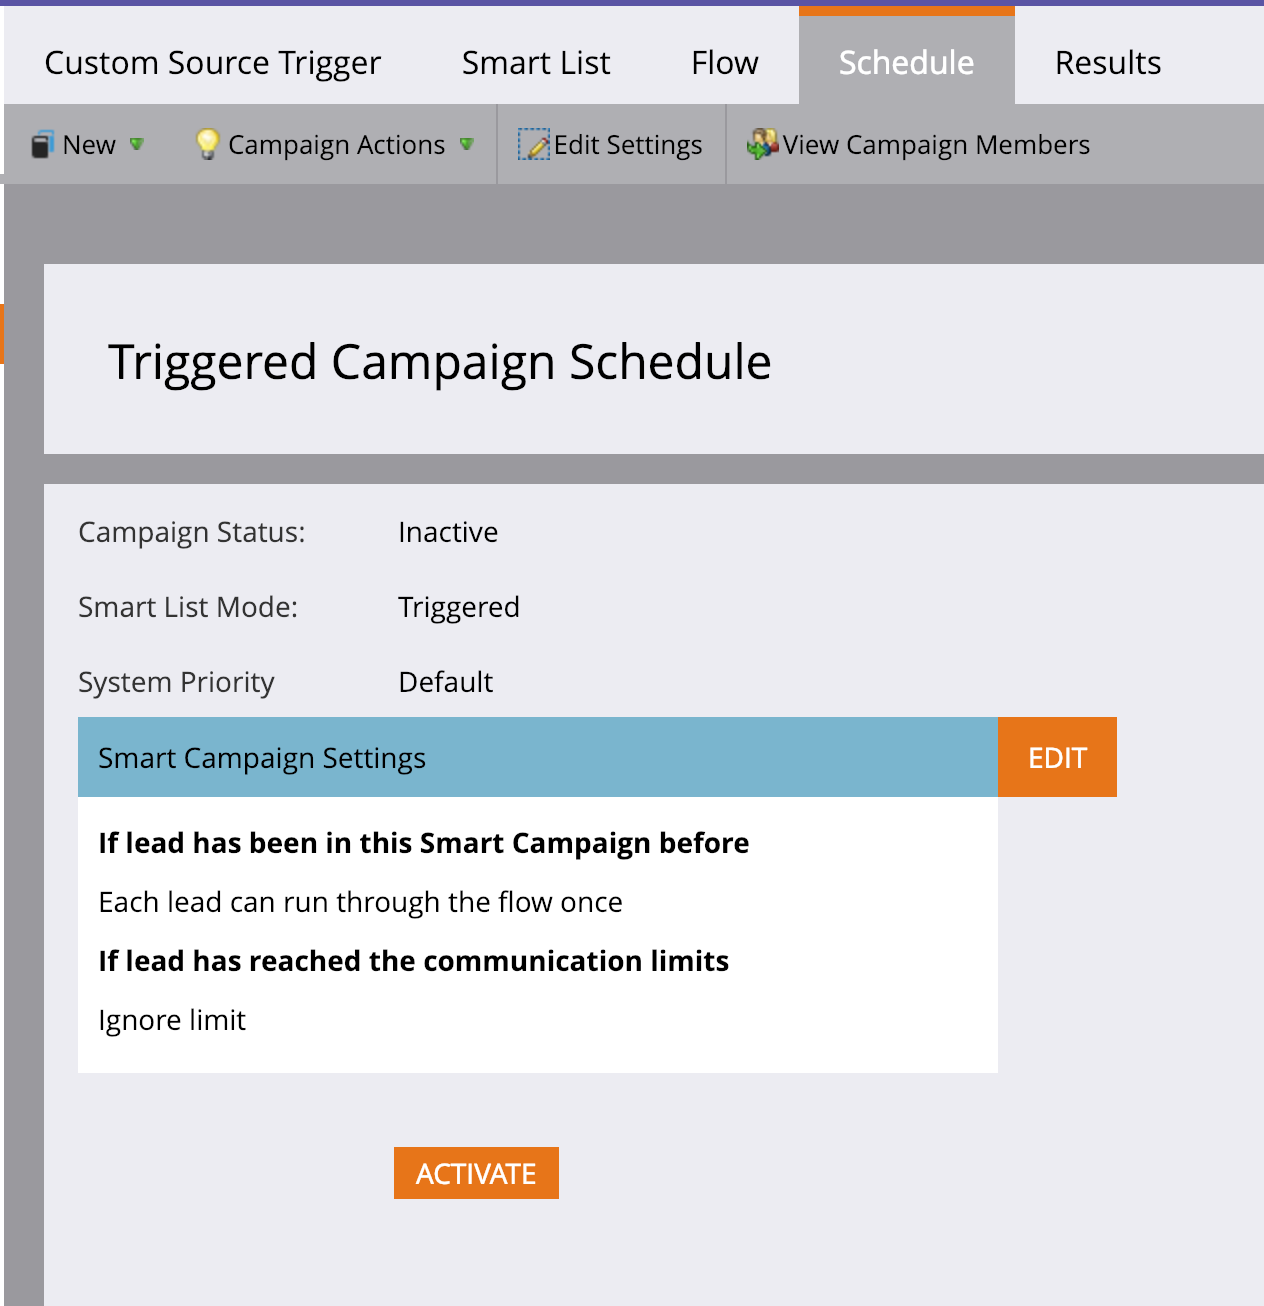 Custom Source Trigger Smart List Flow Schedule Results
New Campaign Actions Edit Settings View Campaign Members
Triggered Campaign Schedule
Campaign Status: Inactive
Smart List Mode: Triggered
System Priority Default
Smart Campaign Settings EDIT
If lead has been in this Smart Campaign before
Each lead can run through the flow once
If lead has reached the communication limits
Ignore limit
ACTIVATE